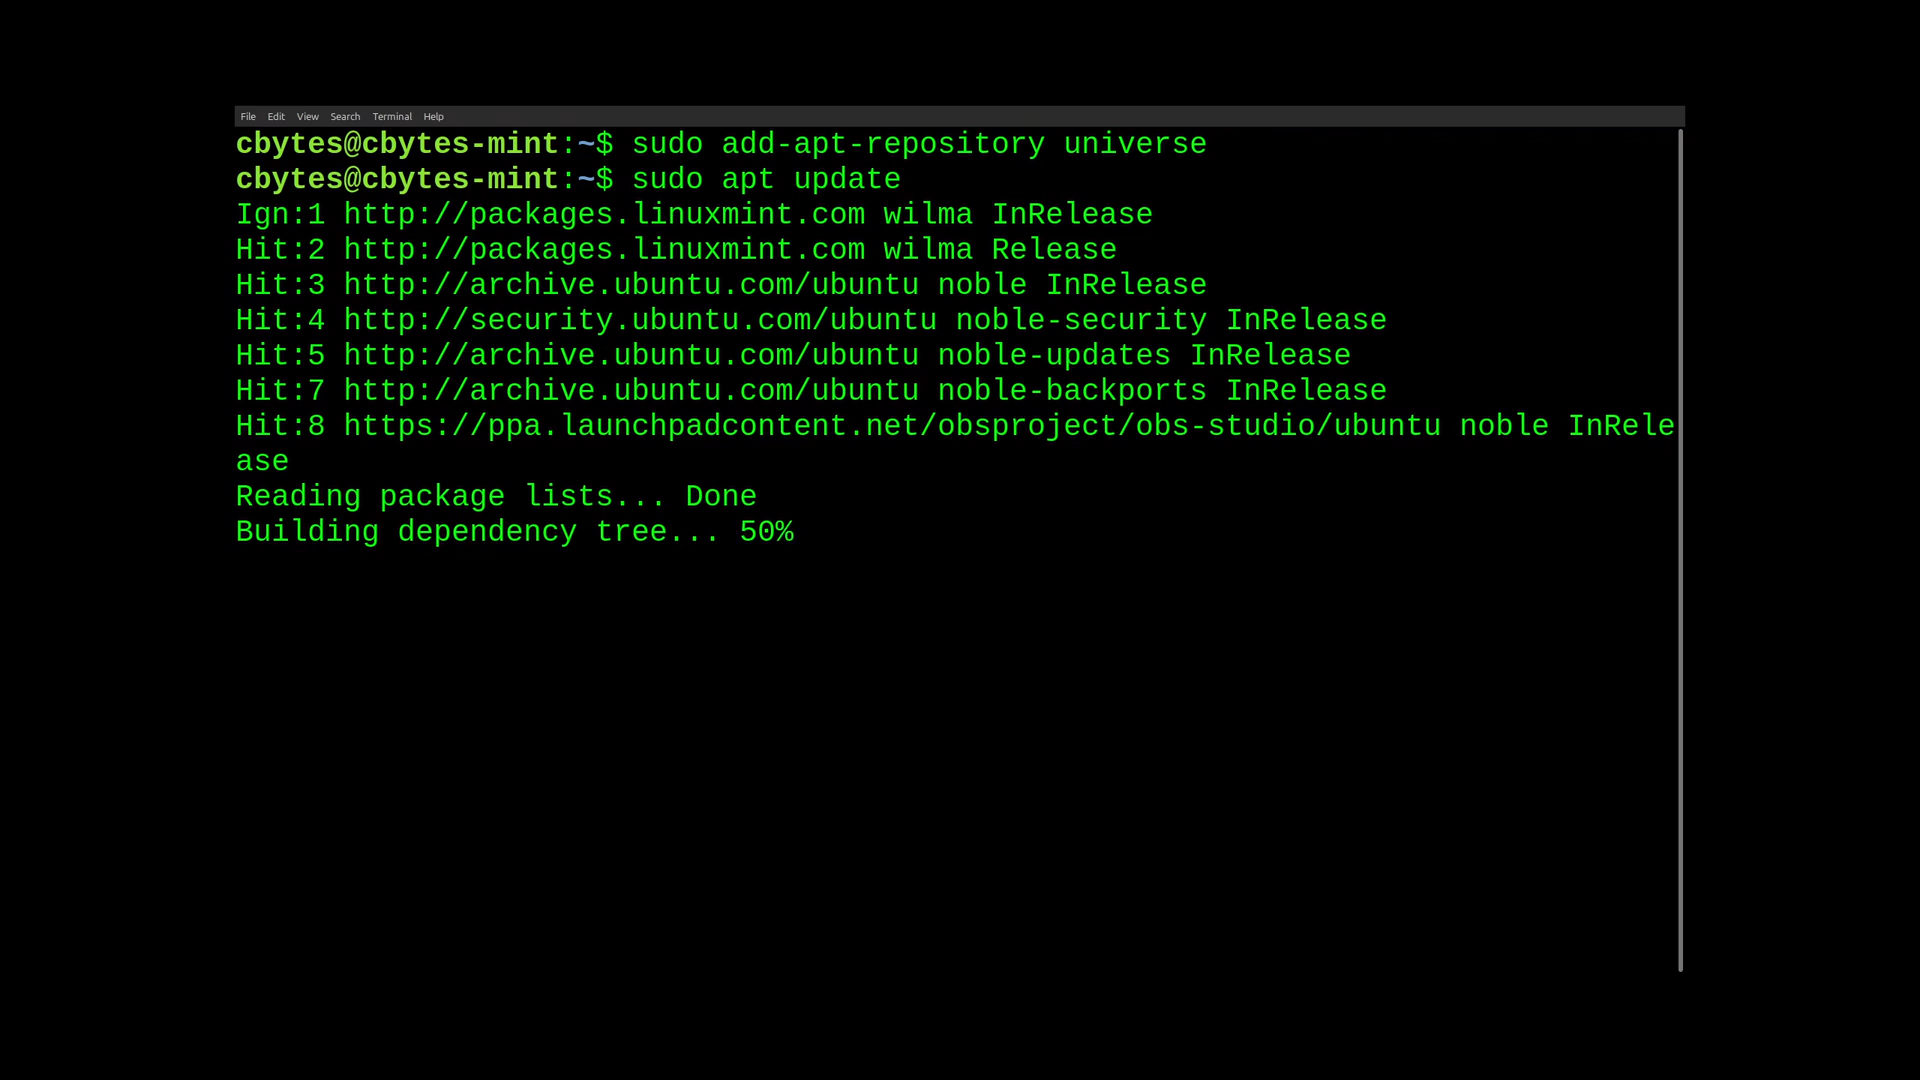 File Edit View Search Terminal Help
cbytes@cbytes-mint:~$ sudo add-apt-repository universe
cbytes@cbytes-mint:~$ sudo apt update
Ign:1 http://packages.linuxmint.com wilma InRelease
Hit:2 http://packages.linuxmint.com wilma Release
Hit:3 http://archive.ubuntu.com/ubuntu noble InRelease
Hit:4 http://security.ubuntu.com/ubuntu noble-security InRelease
Hit:5 http://archive.ubuntu.com/ubuntu noble-updates InRelease
Hit:7 http://archive.ubuntu.com/ubuntu noble-backports InRelease
Hit:8 https://ppa.launchpadcontent.net/obsproject/obs-studio/ubuntu noble InRele
ase
Reading package lists... Done
Building dependency tree... 50%